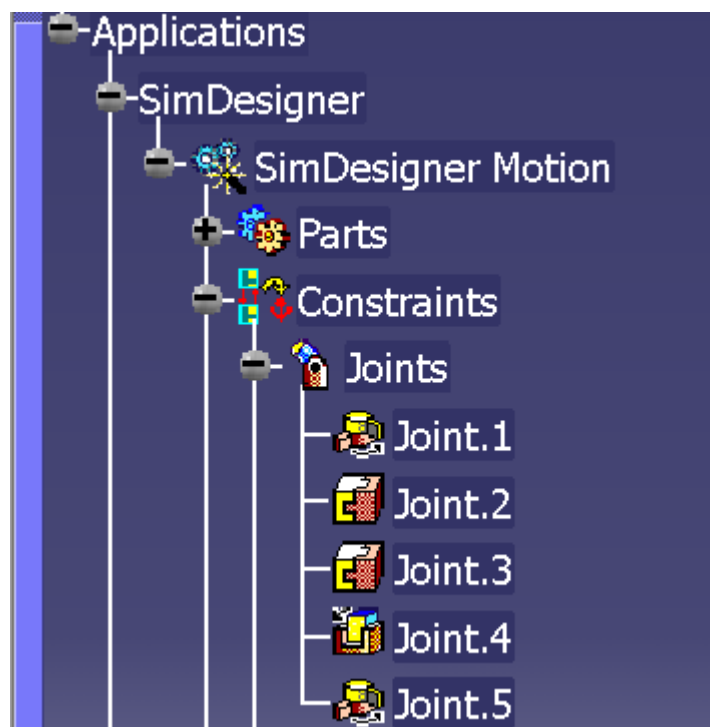 Applications
SimDesigner
SimDesigner Motion
Parts
Constraints
Joints
Joint.1
Joint.2
Joint.3
Joint.4
Joint.5